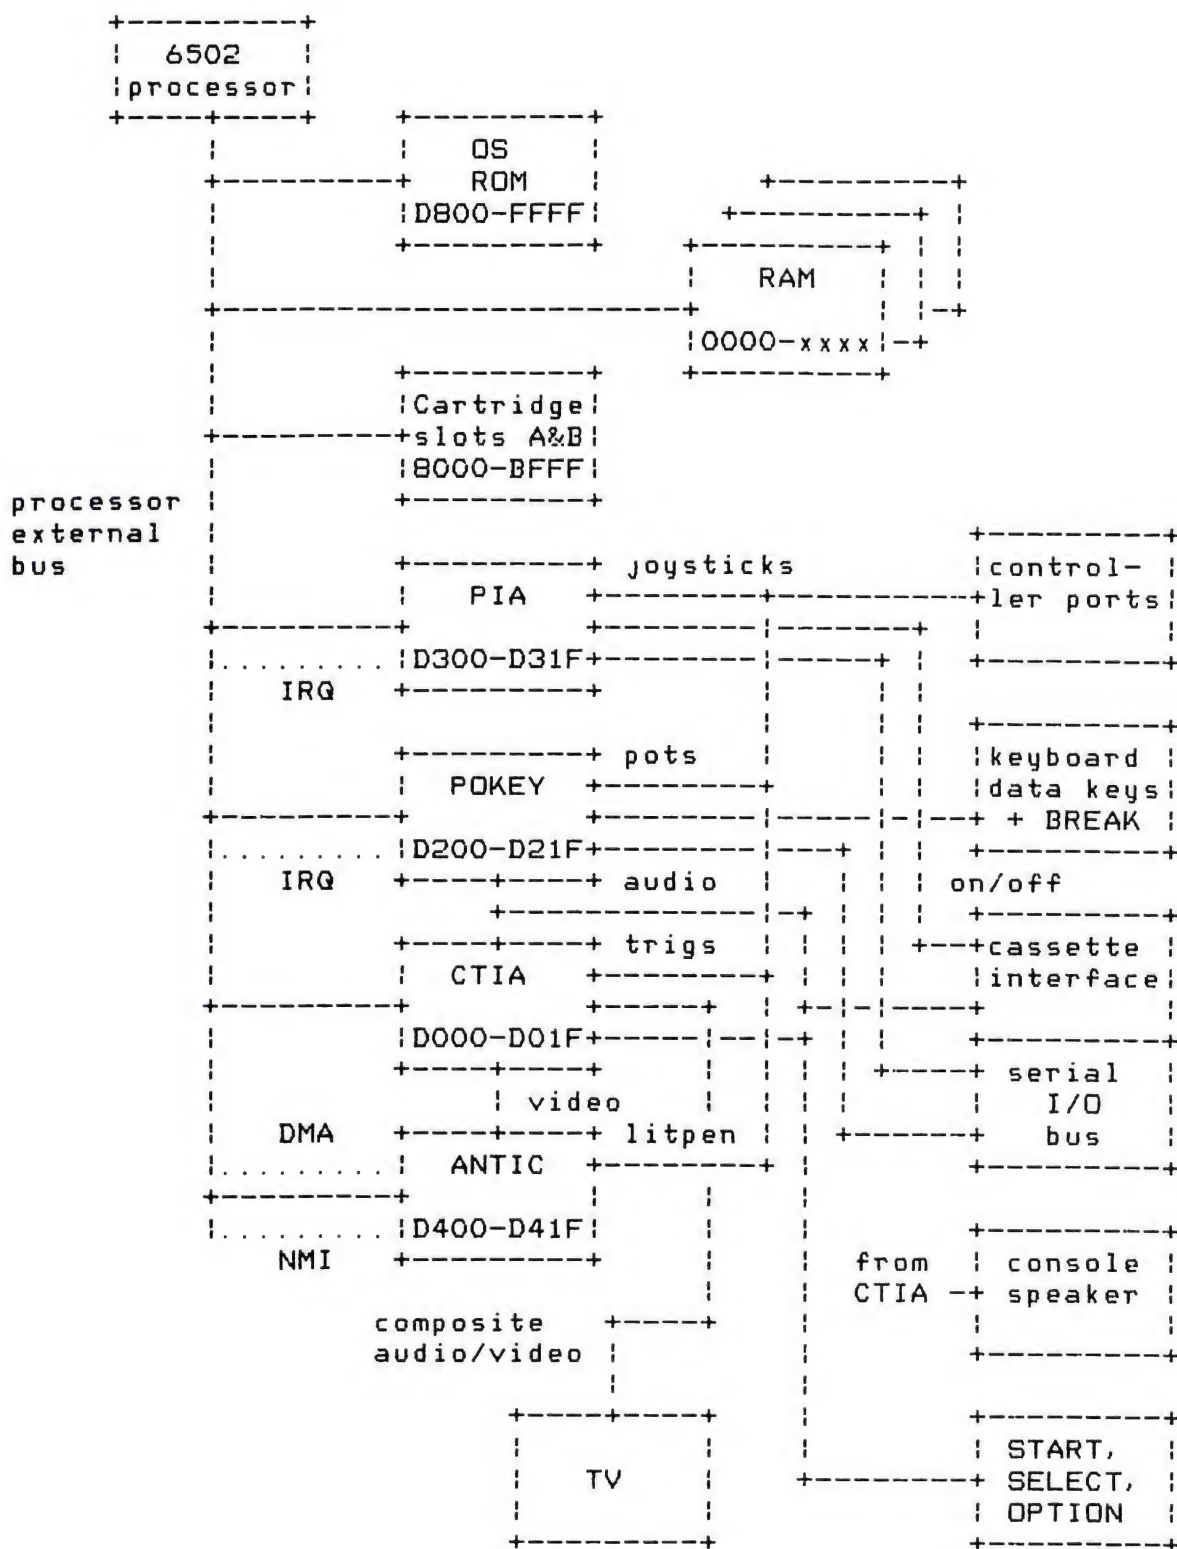 6502
processor
OS
ROM
D800-FFFF
RAM
0000-xxxx
Cartridge
slots A&B
8000-BFFF
processor
external
bus
joysticks
PIA
D300-D31F
IRQ
control-
ler ports
pots
POKEY
D200-D21F
IRQ
audio
keyboard
data keys
+ BREAK
on/off
trigs
CTIA
D000-D01F
cassette
interface
video
serial
I/O
bus
DMA
litpen
ANTIC
D400-D41F
NMI
from
CTIA
console
speaker
composite
audio/video
TV
START,
SELECT,
OPTION